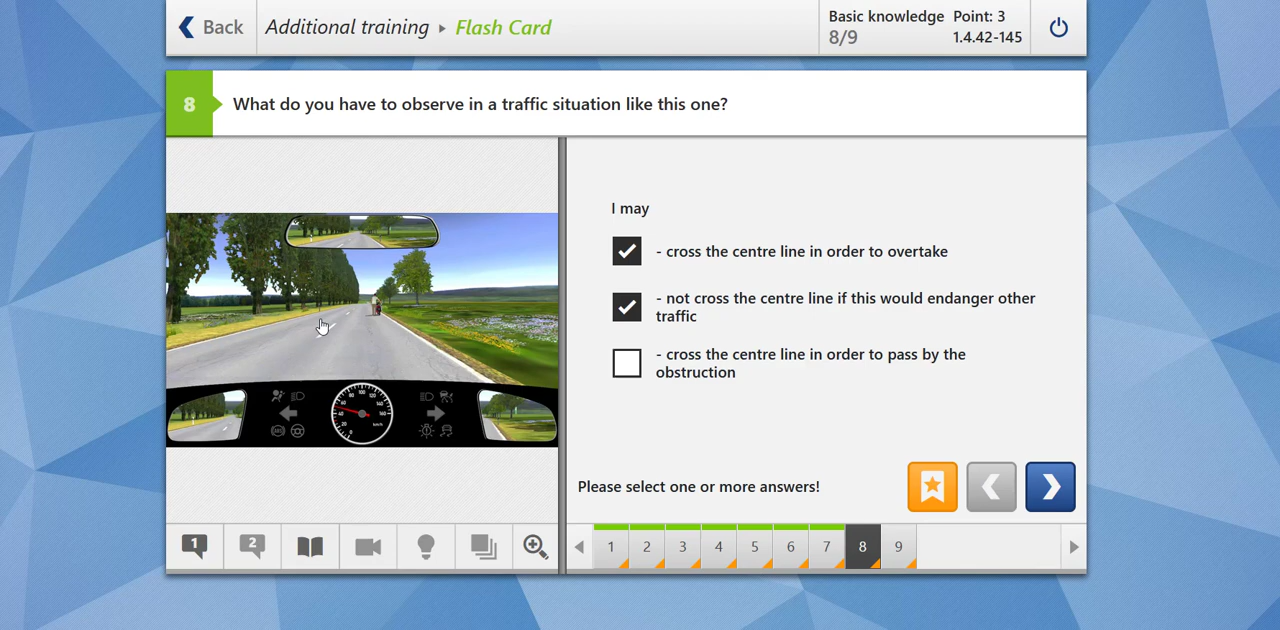 Back
Additional training ▸ Flash Card
Basic knowledge Point: 3
8/9 1.4.42-145
8
What do you have to observe in a traffic situation like this one?
I may
- cross the centre line in order to overtake
- not cross the centre line if this would endanger other
traffic
- cross the centre line in order to pass by the
obstruction
Please select one or more answers!
1 2
1 2 3 4 5 6 7 8 9